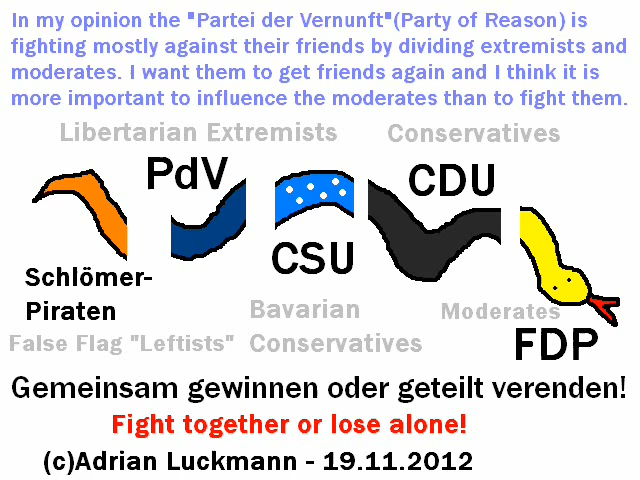 In my opinion the "Partei der Vernunft"(Party of Reason) is
fighting mostly against their friends by dividing extremists and
moderates. I want them to get friends again and I think it is
more important to influence the moderates than to fight them.
Libertarian Extremists
Conservatives
PdV
CDU
CSU
Schlömer-
Piraten
Bavarian
Conservatives
Moderates
False Flag "Leftists"
FDP
Gemeinsam gewinnen oder geteilt verenden!
Fight together or lose alone!
(c)Adrian Luckmann - 19.11.2012